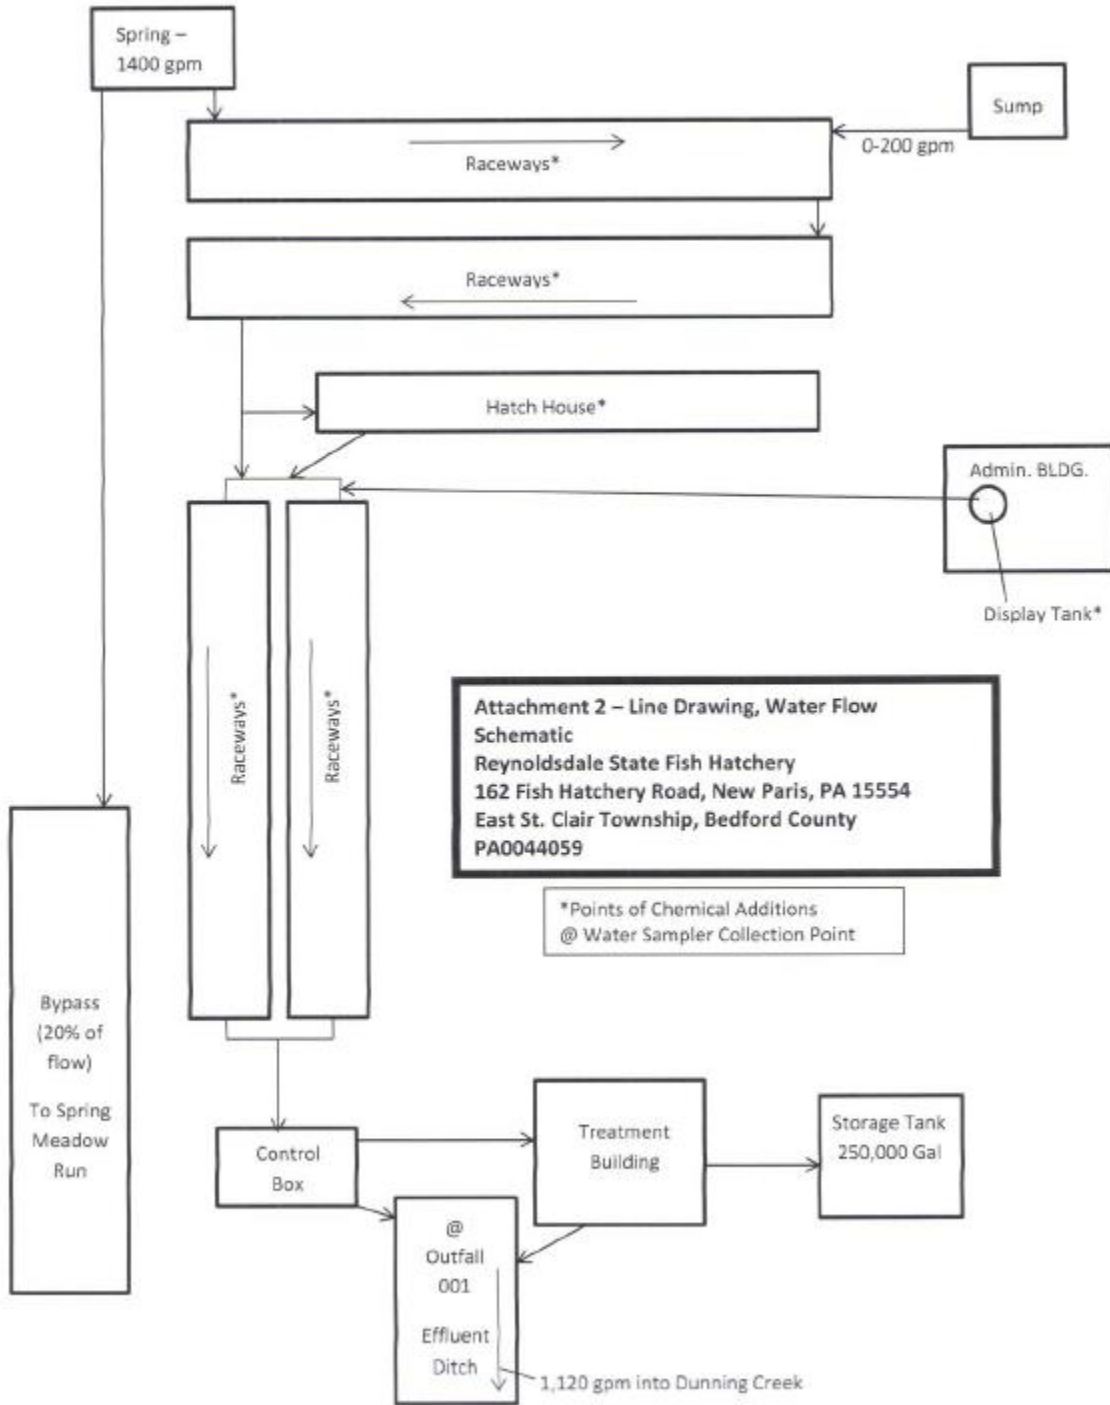 Spring –
1400 gpm
Sump
0-200 gpm
Raceways*
Raceways*
Hatch House*
Admin. BLDG.
Display Tank*
Raceways*
Raceways*
Attachment 2 – Line Drawing, Water Flow
Schematic
Reynoldsdale State Fish Hatchery
162 Fish Hatchery Road, New Paris, PA 15554
East St. Clair Township, Bedford County
PA0044059
*Points of Chemical Additions
@ Water Sampler Collection Point
Bypass
(20% of
flow)
To Spring
Meadow
Run
Control
Box
Treatment
Building
Storage Tank
250,000 Gal
@
Outfall
001
Effluent
Ditch
1,120 gpm into Dunning Creek